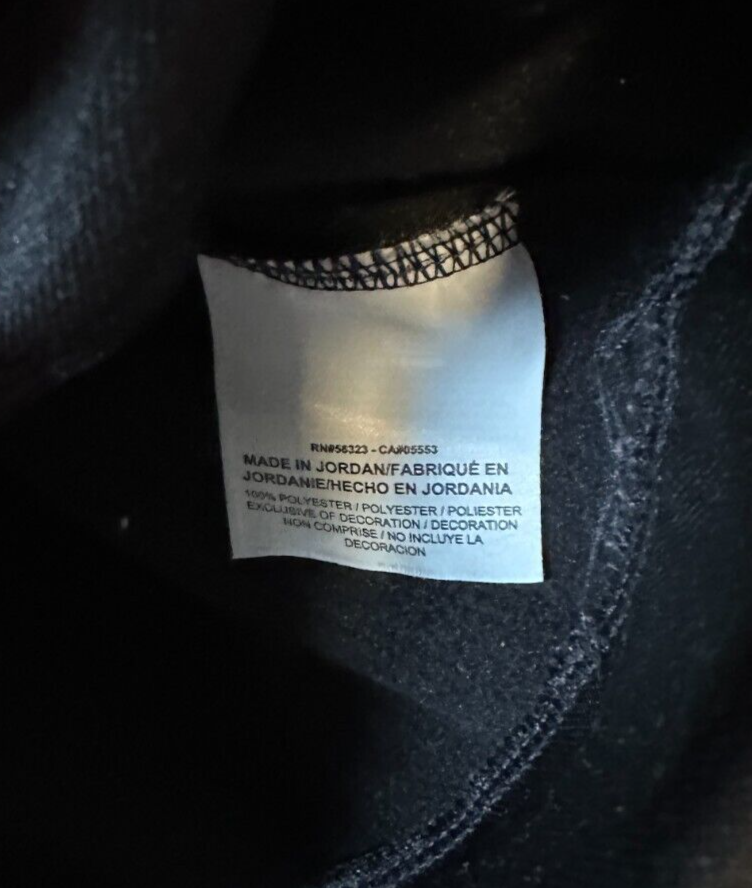 RN#56323 - CA#05553
MADE IN JORDAN/FABRIQUÉ EN
JORDANIE/HECHO EN JORDANIA
100% POLYESTER / POLYESTER / POLIESTER
EXCLUSIVE OF DECORATION / DECORATION
NON COMPRISE / NO INCLUYE LA
DECORACION